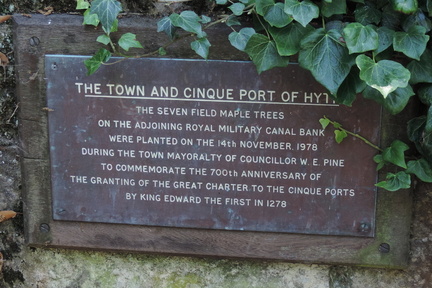 THE TOWN AND CINQUE PORT OF HYT
THE SEVEN FIELD MAPLE TREES
ON THE ADJOINING ROYAL MILITARY CANAL BANK
WERE PLANTED ON THE 14th NOVEMBER. 1978
DURING THE TOWN MAYORALTY OF COUNCILLOR W. E. PINE
TO COMMEMORATE THE 700th ANNIVERSARY OF
THE GRANTING OF THE GREAT CHARTER TO THE CINQUE PORTS
BY KING EDWARD THE FIRST IN 1278